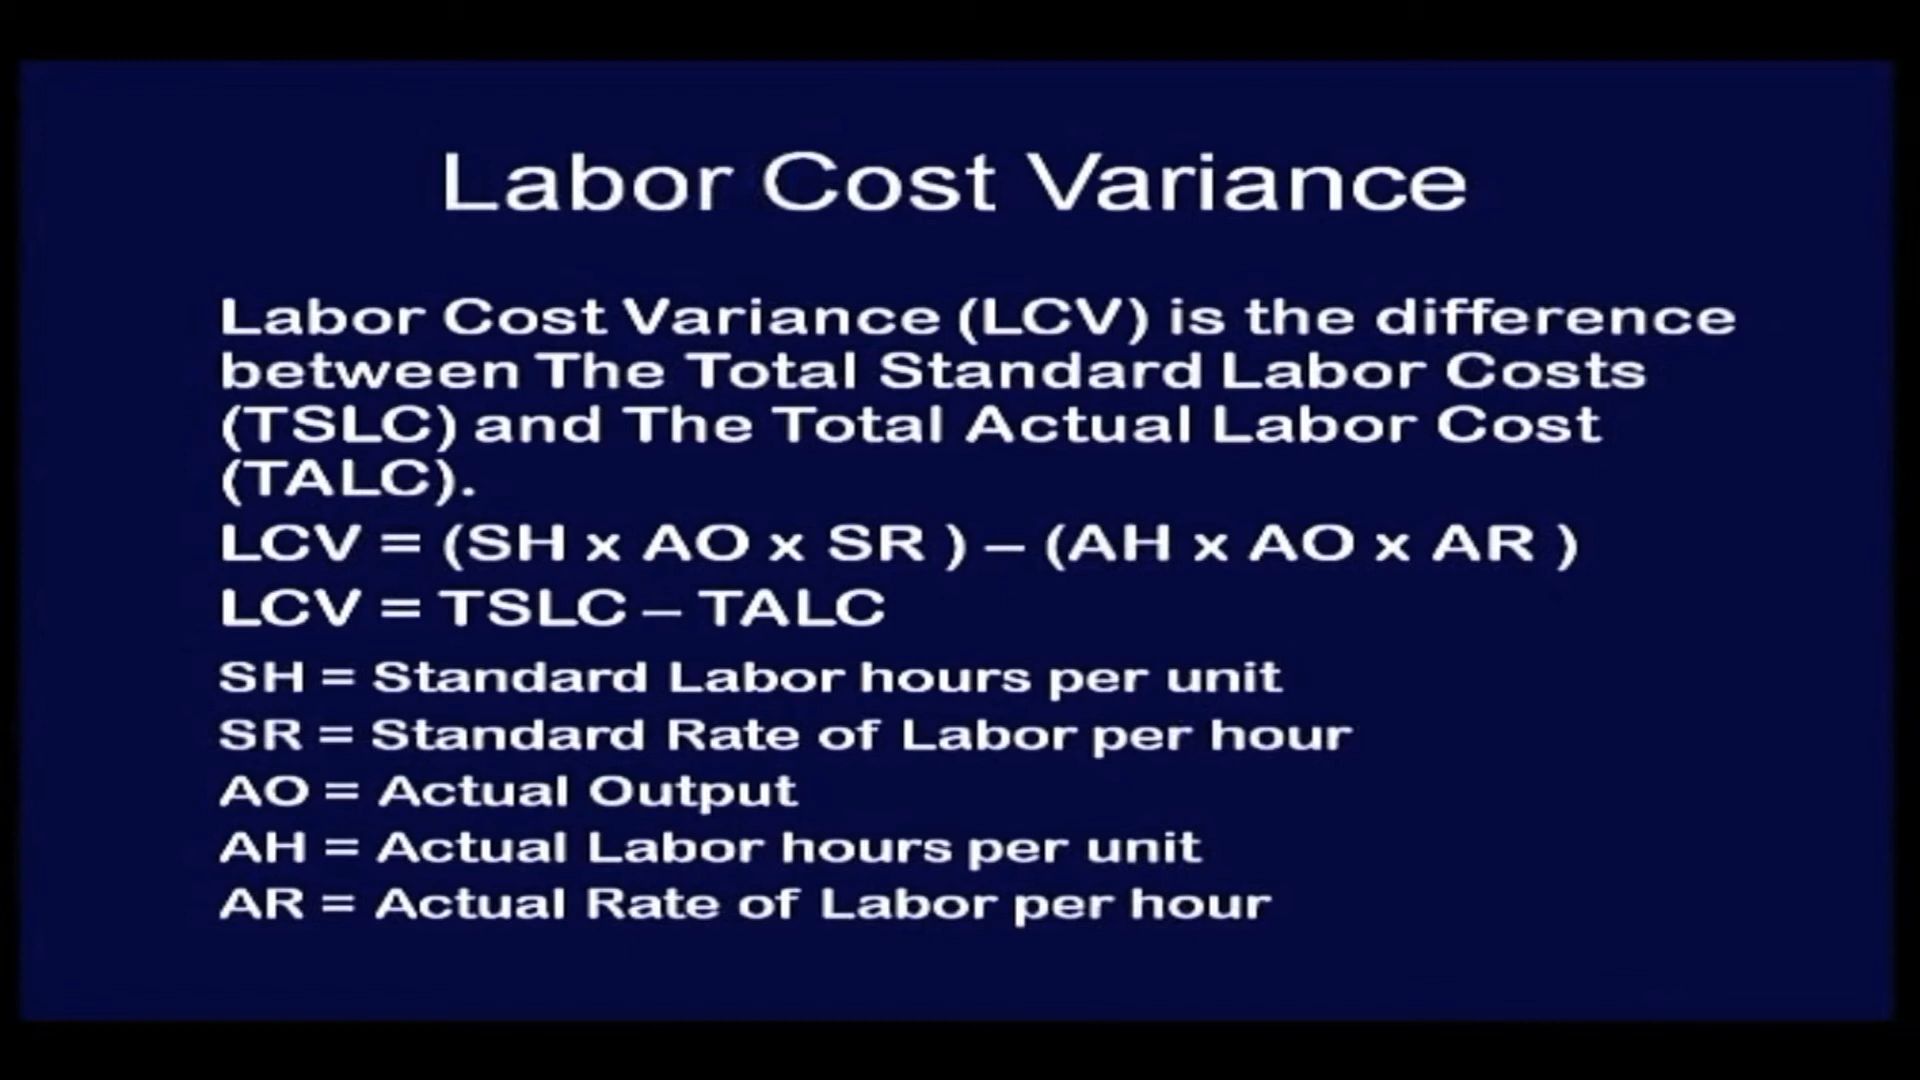 Labor Cost Variance
Labor Cost Variance (LCV) is the difference
between The Total Standard Labor Costs
(TSLC) and The Total Actual Labor Cost
(TALC).
LCV = (SH x AO x SR ) – (AH x AO x AR )
LCV = TSLC – TALC
SH = Standard Labor hours per unit
SR = Standard Rate of Labor per hour
AO = Actual Output
AH = Actual Labor hours per unit
AR = Actual Rate of Labor per hour